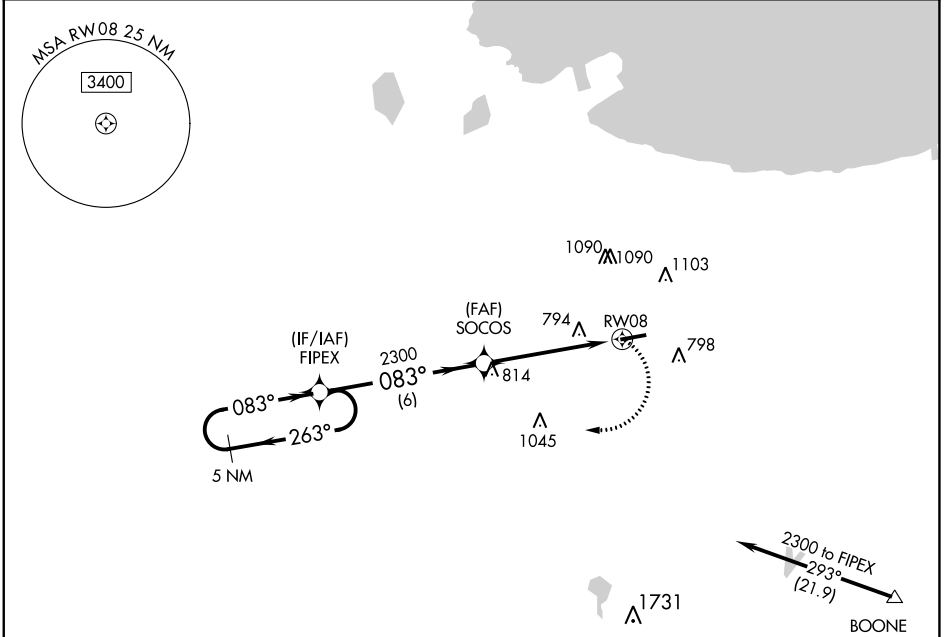 MSA RW08 25 NM
3400
1090
1090
1103
(FAF)
SOCOS
794
RW08
798
(IF/IAF)
FIPEX
2300
083°
(6)
814
083°
263°
1045
5 NM
2300 to FIPEX
293°
(21.9)
1731
BOONE